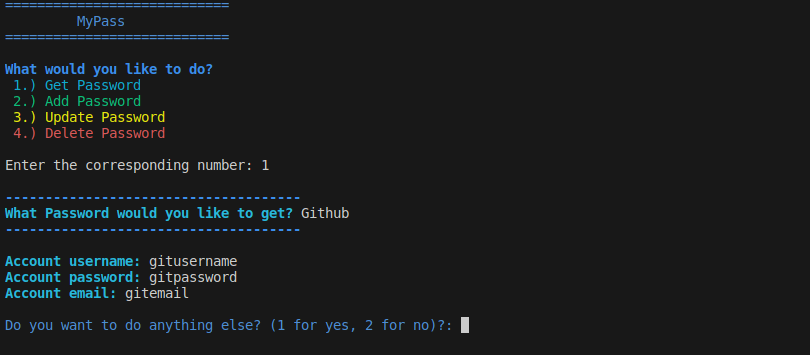 ============================
MyPass
============================
What would you like to do?
1.) Get Password
2.) Add Password
3.) Update Password
4.) Delete Password
Enter the corresponding number: 1
-------------------------------------
What Password would you like to get? Github
-------------------------------------
Account username: gitusername
Account password: gitpassword
Account email: gitemail
Do you want to do anything else? (1 for yes, 2 for no)?: